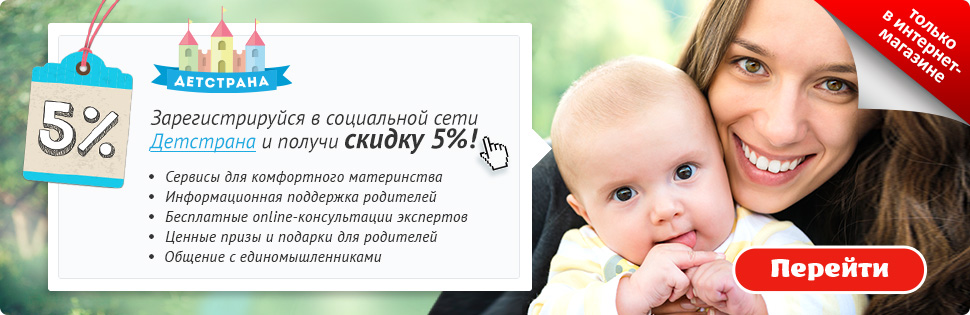 5%
ДЕТСТРАНА
Зарегистрируйся в социальной сети
Детстрана и получи скидку 5%!
• Сервисы для комфортного материнства
• Информационная поддержка родителей
• Бесплатные online-консультации экспертов
• Ценные призы и подарки для родителей
• Общение с единомышленниками
только
в интернет-
магазине
Перейти